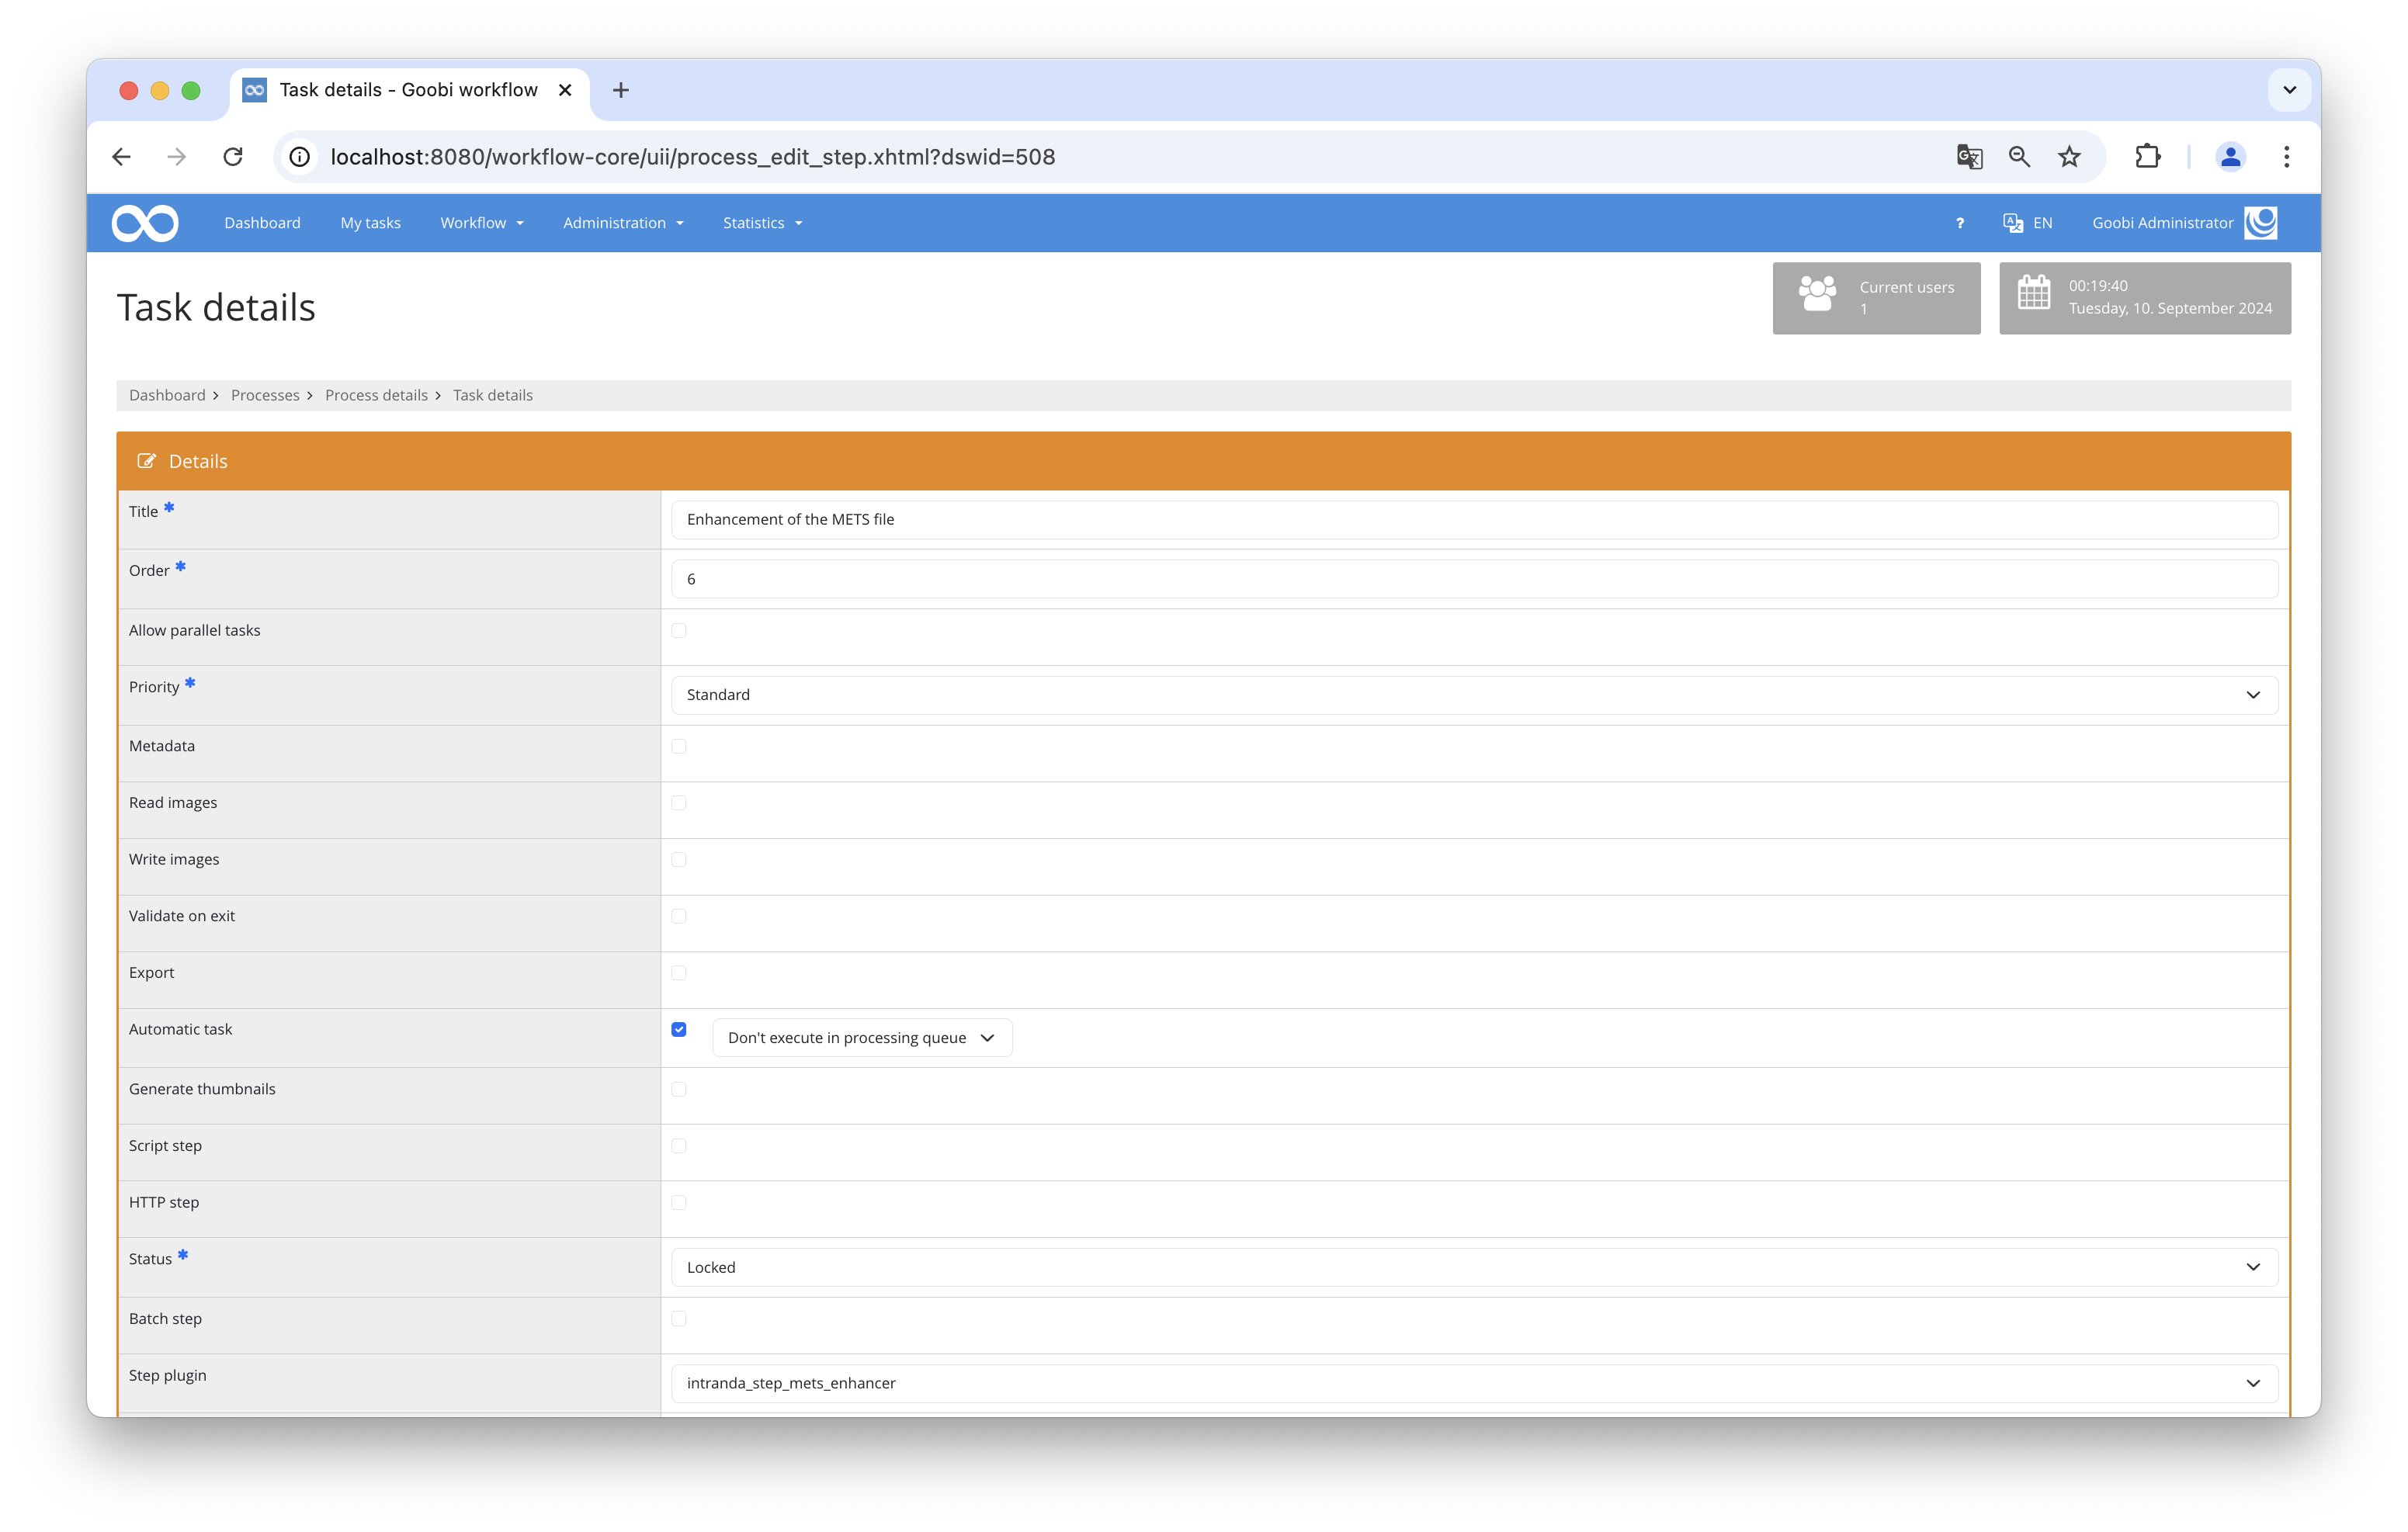 Task details - Goobi workflow
localhost:8080/workflow-core/uii/process_edit_step.xhtml?dswid=508
Dashboard My tasks Workflow Administration Statistics ? EN Goobi Administrator
Task details
Current users
1
00:19:40
Tuesday, 10. September 2024
Dashboard > Processes > Process details > Task details
Details
Title * Enhancement of the METS file
Order * 6
Allow parallel tasks
Priority * Standard
Metadata
Read images
Write images
Validate on exit
Export
Automatic task Don't execute in processing queue
Generate thumbnails
Script step
HTTP step
Status * Locked
Batch step
Step plugin intranda_step_mets_enhancer